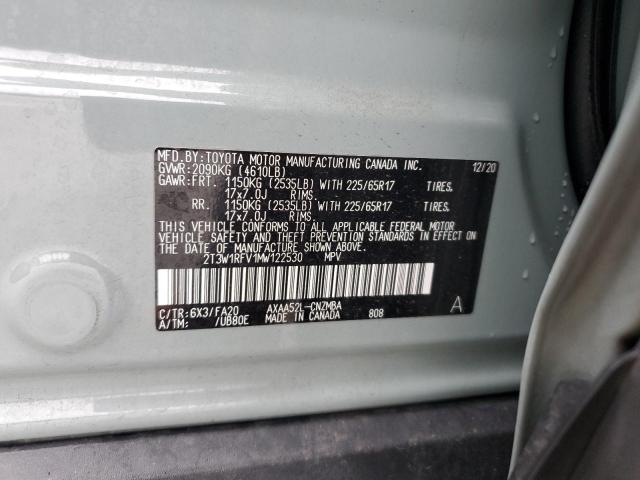 MFD. BY: TOYOTA MOTOR MANUFACTURING CANADA INC. 12/20
GVWR: 2090KG (4610LB)
GAWR: FRT. 1150KG (2535LB) WITH 225/65R17 TIRES.
17x7.0J RIMS.
RR. 1150KG (2535LB) WITH 225/65R17 TIRES.
17x7.0J RIMS.
THIS VEHICLE CONFORMS TO ALL APPLICABLE FEDERAL MOTOR
VEHICLE SAFETY AND THEFT PREVENTION STANDARDS IN EFFECT ON
THE DATE OF MANUFACTURE SHOWN ABOVE.
2T3W1RFV1MW122530 MPV
C/TR: 6X3/FA20 AXAA52L-CNZMBA A
A/TM: /UB80E MADE IN CANADA 808